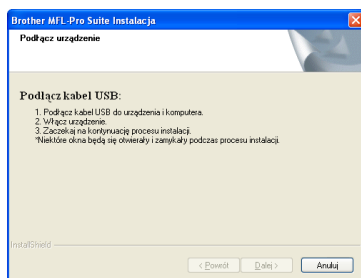 Brother MFL-Pro Suite Instalacja
Podłącz urządzenie
Podłącz kabel USB:
1. Podłącz kabel USB do urządzenia i komputera.
2. Włącz urządzenie.
3. Zaczekaj na kontynuację procesu instalacji.
*Niektóre okna będą się otwierały i zamykały podczas procesu instalacji.
InstallShield
< Powrót Dalej > Anuluj